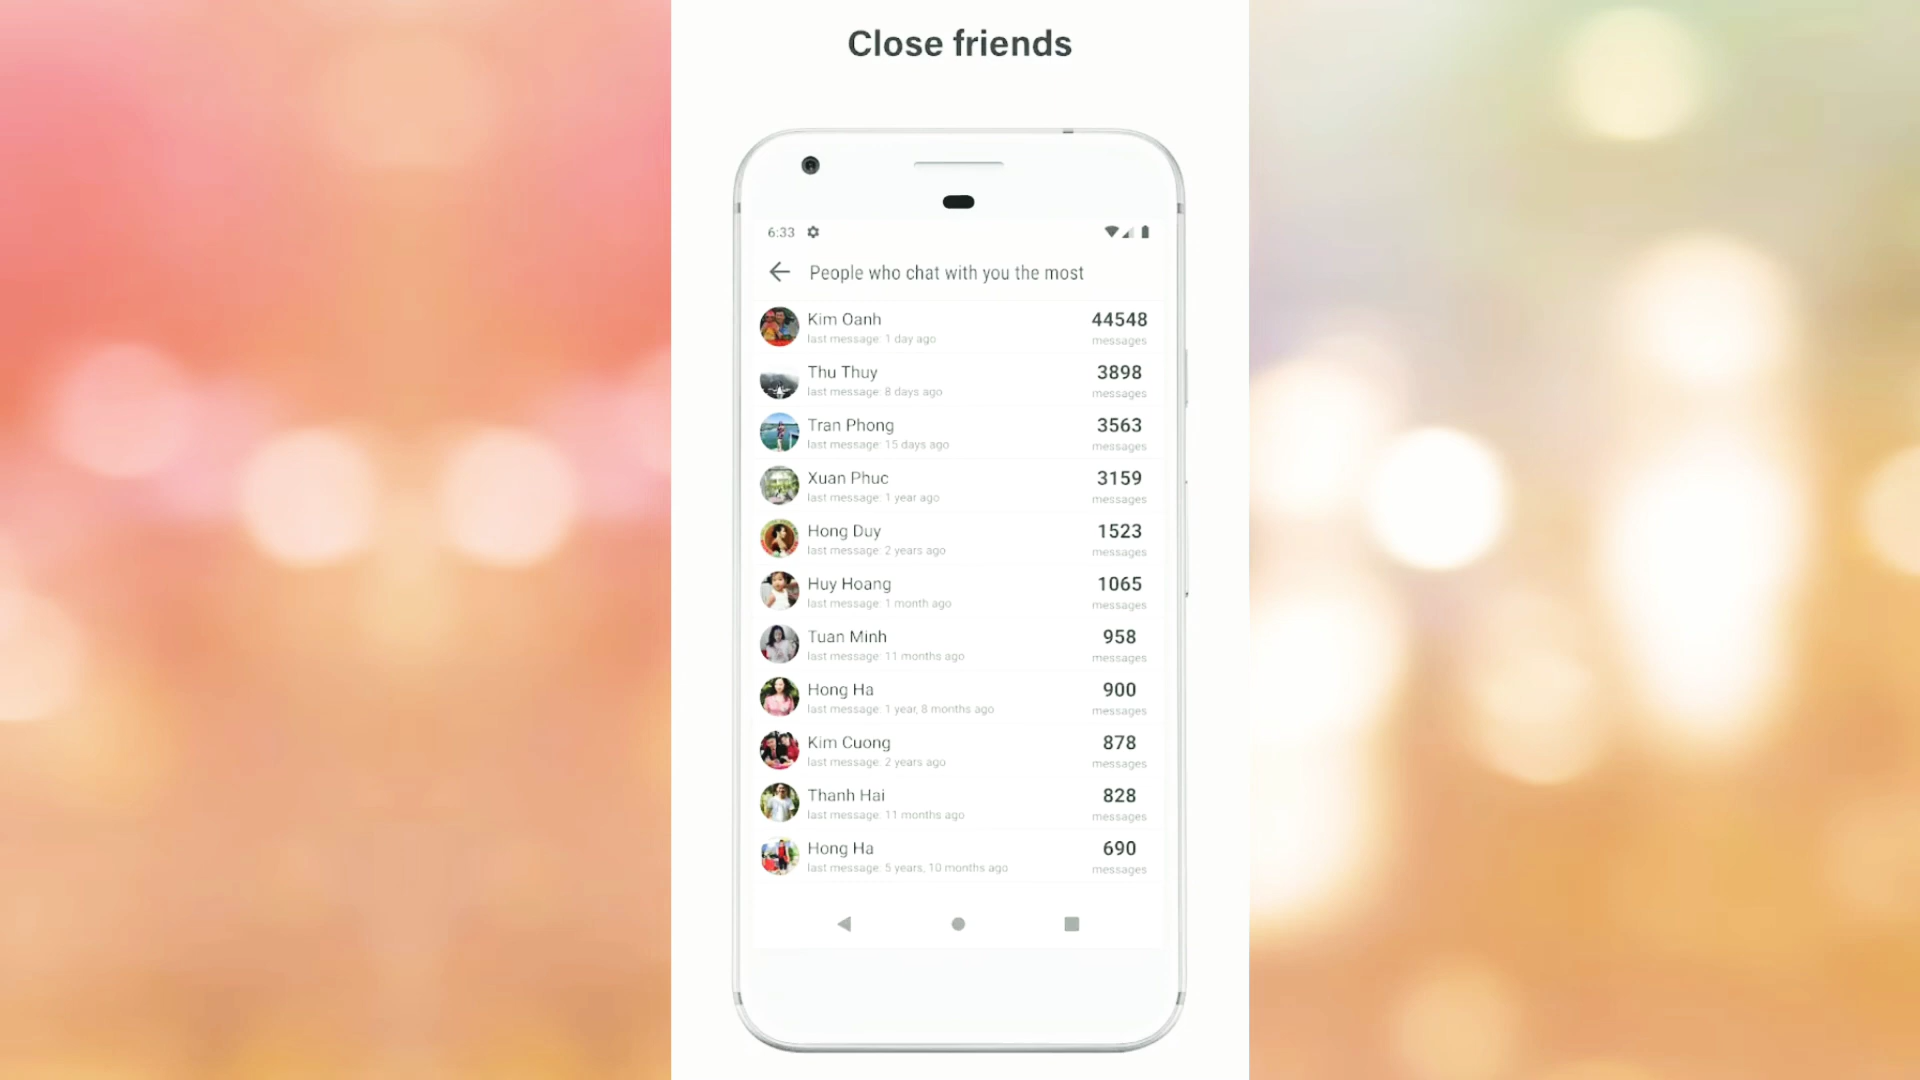 Close friends
6:33
People who chat with you the most
Kim Oanh
44548
last message: 1 day ago
messages
Thu Thuy
3898
last message: 8 days ago
messages
Tran Phong
3563
last message: 15 days ago
messages
Xuan Phuc
3159
last message: 1 year ago
messages
Hong Duy
1523
last message: 2 years ago
messages
Huy Hoang
1065
last message: 1 month ago
messages
Tuan Minh
958
last message: 11 months ago
messages
Hong Ha
900
last message: 1 year, 8 months ago
messages
Kim Cuong
878
last message: 2 years ago
messages
Thanh Hai
828
last message: 11 months ago
messages
Hong Ha
690
last message: 5 years, 10 months ago
messages